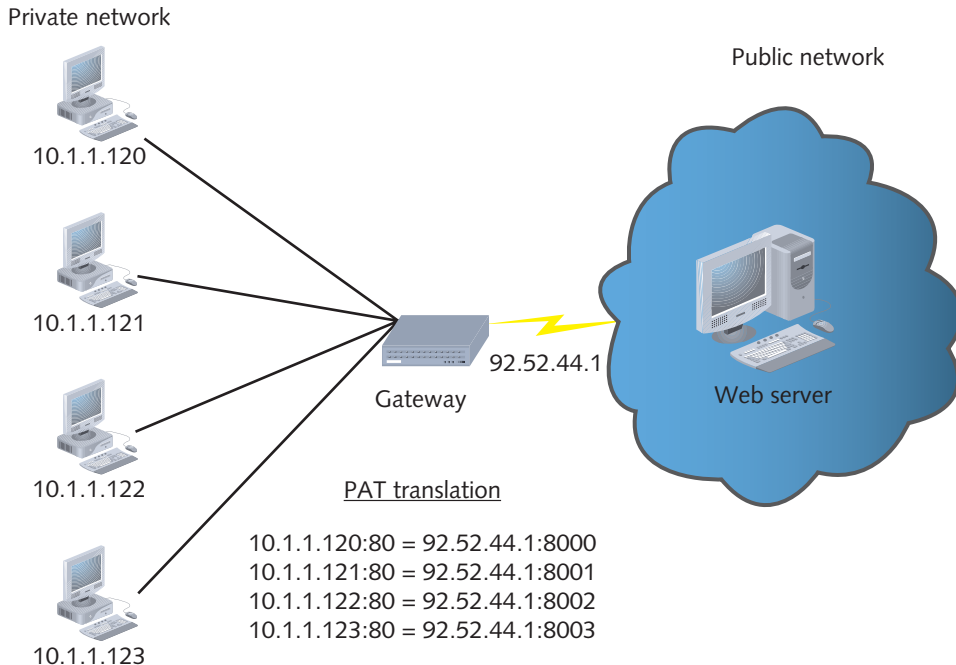 Private network
Public network
10.1.1.120
10.1.1.121
92.52.44.1
Gateway
Web server
10.1.1.122
PAT translation
10.1.1.120:80 = 92.52.44.1:8000
10.1.1.121:80 = 92.52.44.1:8001
10.1.1.122:80 = 92.52.44.1:8002
10.1.1.123:80 = 92.52.44.1:8003
10.1.1.123